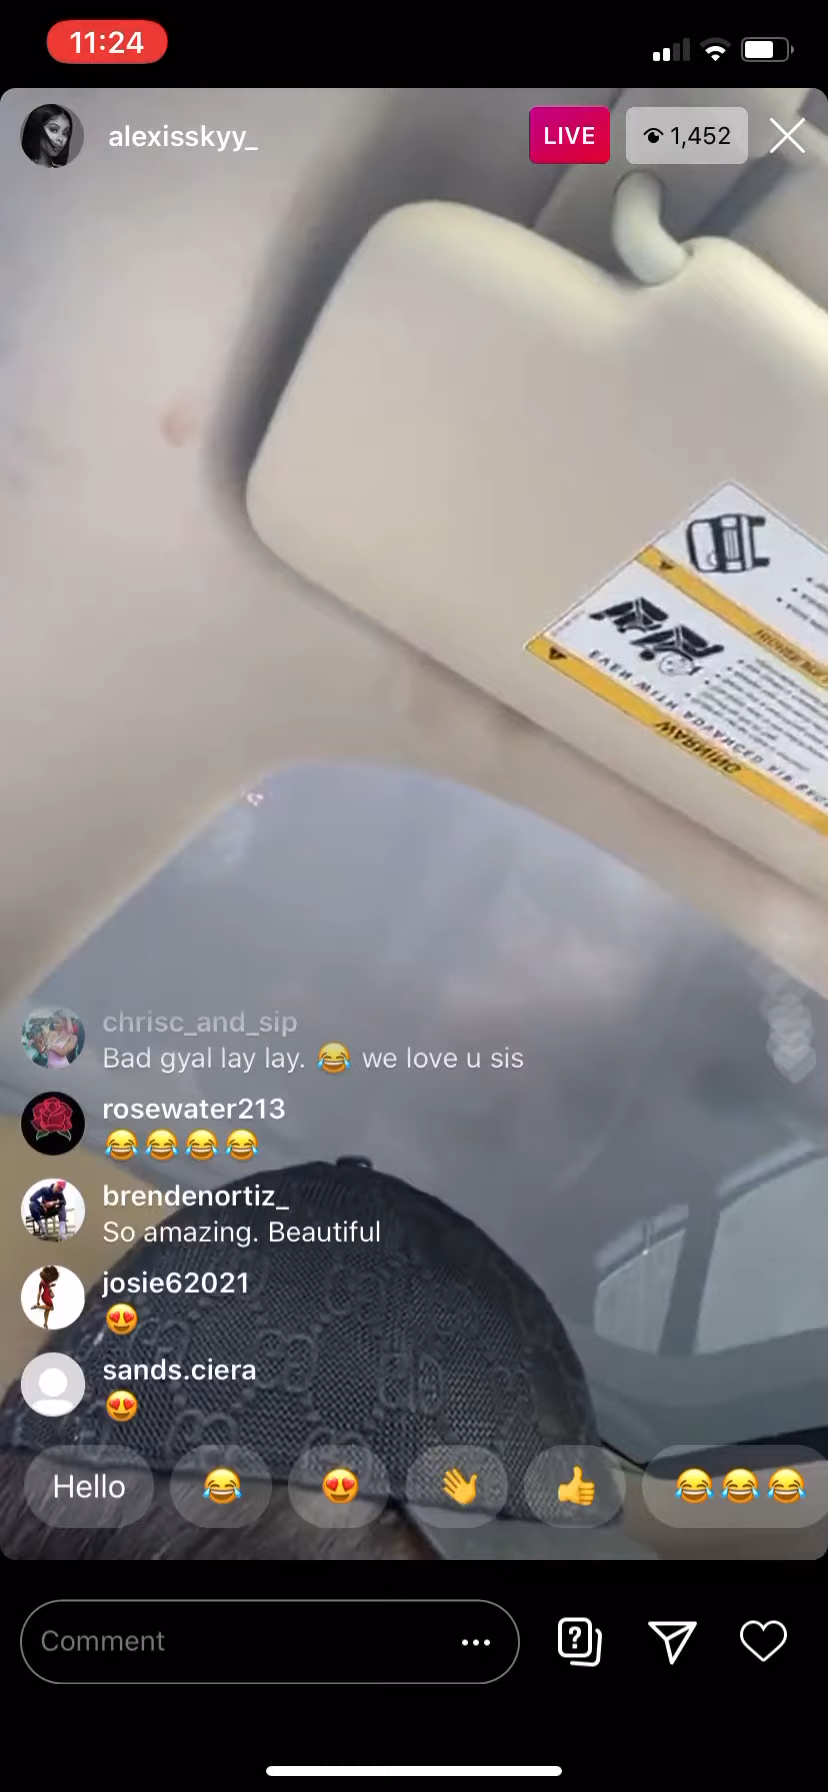 11:24
alexisskyy_
LIVE
1,452
WARNING
chrisc_and_sip
Bad gyal lay lay. 😂 we love u sis
rosewater213
😂😂😂😂
brendenortiz_
So amazing. Beautiful
josie62021
😍
sands.ciera
😍
Hello
😂
😍
👋
👍
😂😂😂
Comment